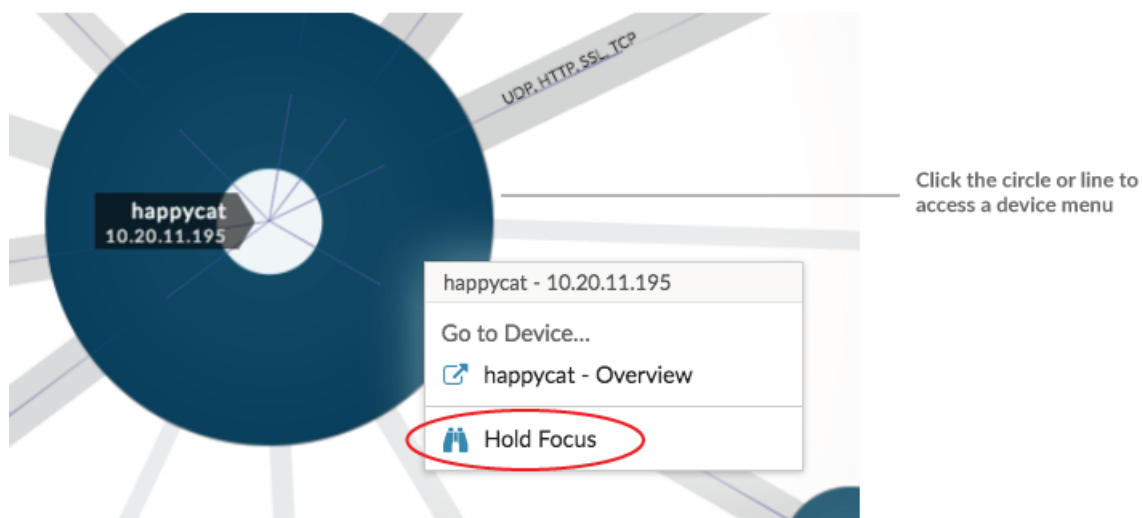 UDP, HTTP, SSL, TCP
Click the circle or line to
access a device menu
happycat
10.20.11.195
happycat - 10.20.11.195
Go to Device...
happycat - Overview
Hold Focus